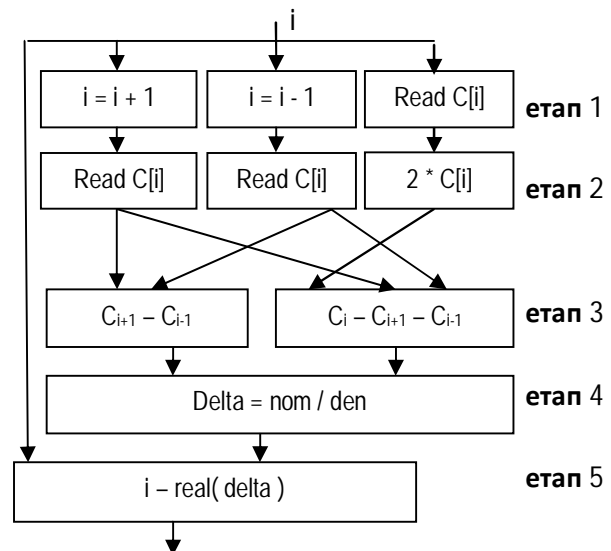 i
i = i + 1 i = i - 1 Read C[i] етап 1
Read C[i] Read C[i] 2 * C[i] етап 2
Cᵢ₊₁ – Cᵢ₋₁ Cᵢ – Cᵢ₊₁ – Cᵢ₋₁ етап 3
Delta = nom / den етап 4
i – real( delta ) етап 5